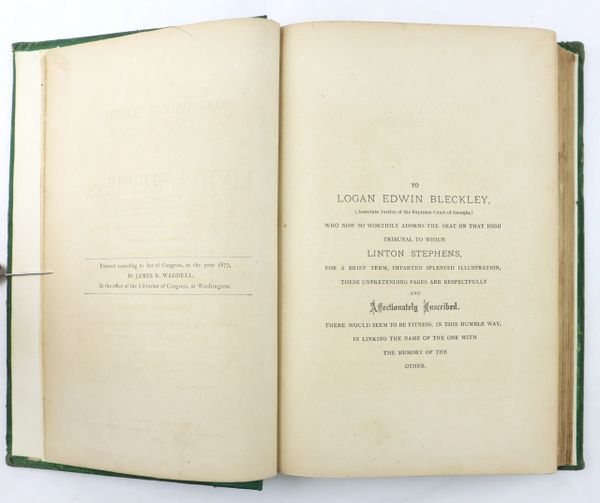 Entered according to Act of Congress, in the year 1877,
By JAMES D. WADDELL,
In the office of the Librarian of Congress, at Washington.
TO
LOGAN EDWIN BLECKLEY,
(Associate Justice of the Supreme Court of Georgia,)
WHO NOW SO WORTHILY ADORNS THE SEAT ON THAT HIGH
TRIBUNAL TO WHICH
LINTON STEPHENS,
FOR A BRIEF TERM, IMPARTED SPLENDID ILLUSTRATION,
THESE UNPRETENDING PAGES ARE RESPECTFULLY
AND
Affectionately Inscribed.
THERE WOULD SEEM TO BE FITNESS, IN THIS HUMBLE WAY,
IN LINKING THE NAME OF THE ONE WITH
THE MEMORY OF THE
OTHER.